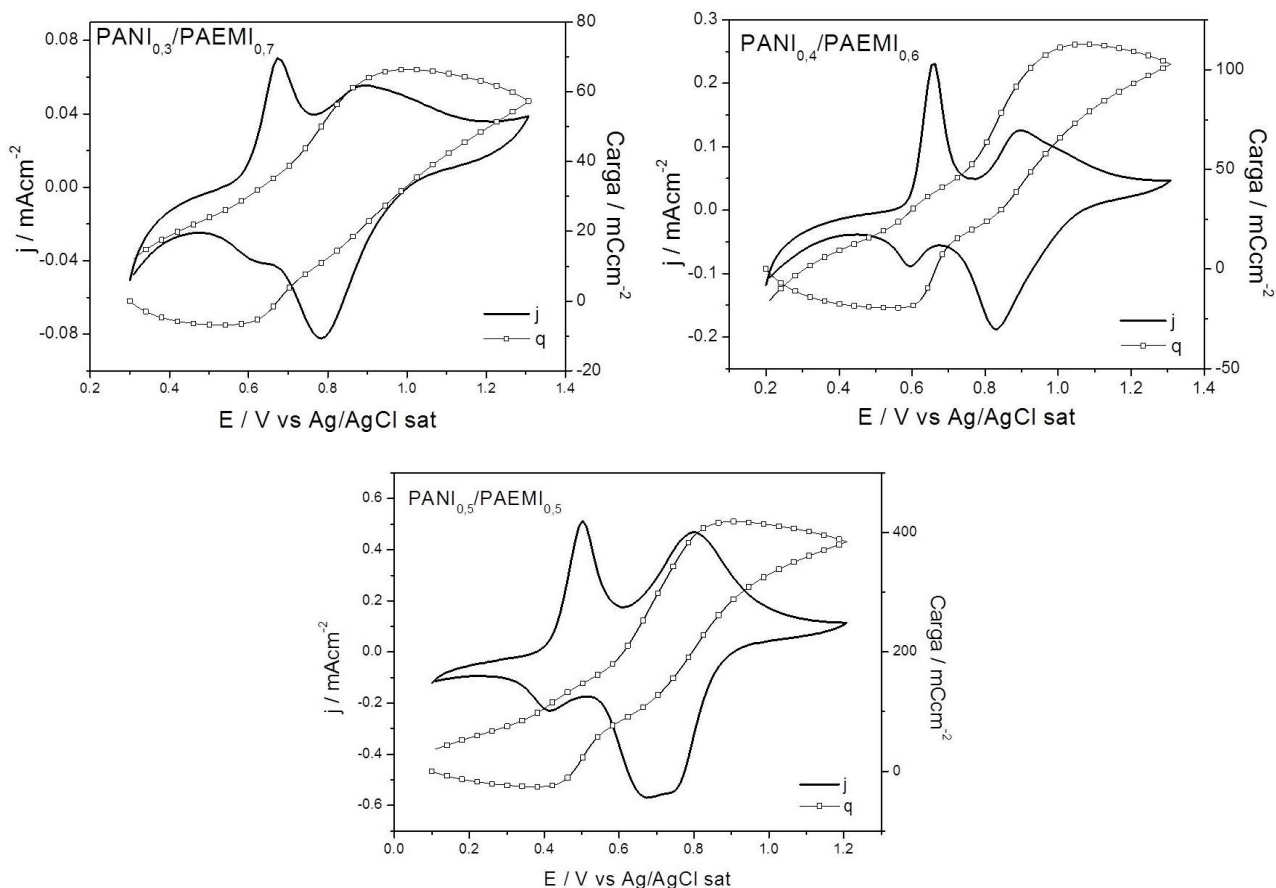 PANI0,3/PAEMI0,7
0.08
0.04
0.00
-0.04
-0.08
j / mAcm-2
80
60
40
20
0
-10
-20
Carga / mCcm-2
j
q
0.2 0.4 0.6 0.8 1.0 1.2 1.4
E / V vs Ag/AgCl sat
PANI0,4/PAEMI0,6
0.3
0.2
0.1
0.0
-0.1
-0.2
j / mAcm-2
100
50
0
-50
Carga / mCcm-2
j
q
0.2 0.4 0.6 0.8 1.0 1.2 1.4
E / V vs Ag/AgCl sat
PANI0,5/PAEMI0,5
0.6
0.4
0.2
0.0
-0.2
-0.4
-0.6
j / mAcm-2
400
200
0
Carga / mCcm-2
j
q
0.0 0.2 0.4 0.6 0.8 1.0 1.2
E / V vs Ag/AgCl sat